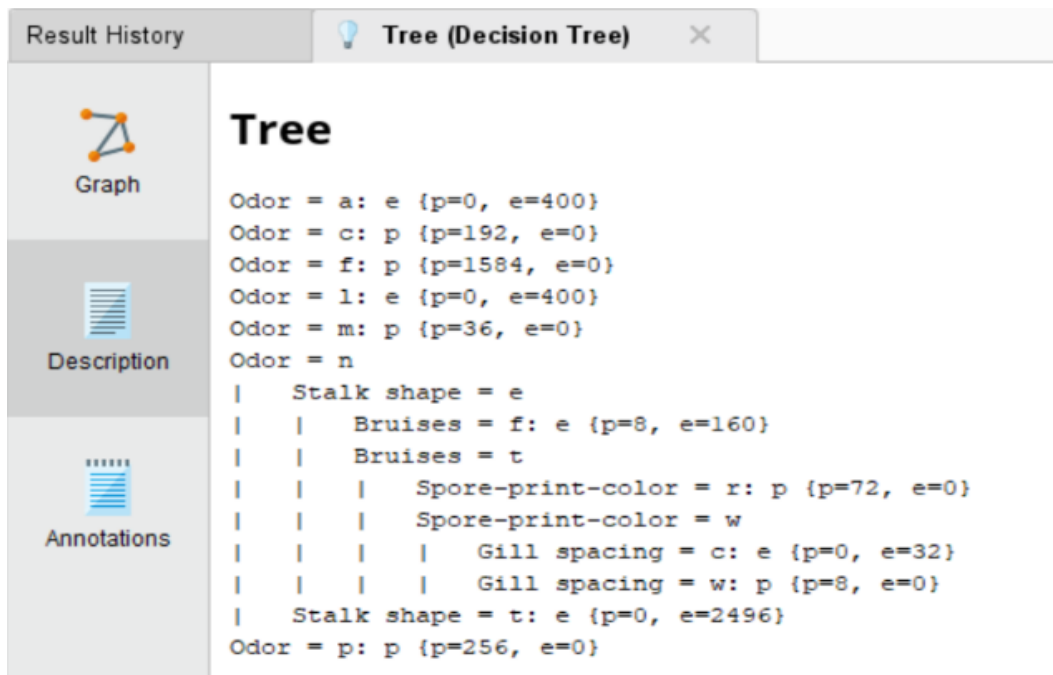 Result History
Tree (Decision Tree)
Graph
Description
Annotations
Tree
Odor = a: e {p=0, e=400}
Odor = c: p {p=192, e=0}
Odor = f: p {p=1584, e=0}
Odor = l: e {p=0, e=400}
Odor = m: p {p=36, e=0}
Odor = n
|   Stalk shape = e
|   |   Bruises = f: e {p=8, e=160}
|   |   Bruises = t
|   |   |   Spore-print-color = r: p {p=72, e=0}
|   |   |   Spore-print-color = w
|   |   |   |   Gill spacing = c: e {p=0, e=32}
|   |   |   |   Gill spacing = w: p {p=8, e=0}
|   Stalk shape = t: e {p=0, e=2496}
Odor = p: p {p=256, e=0}